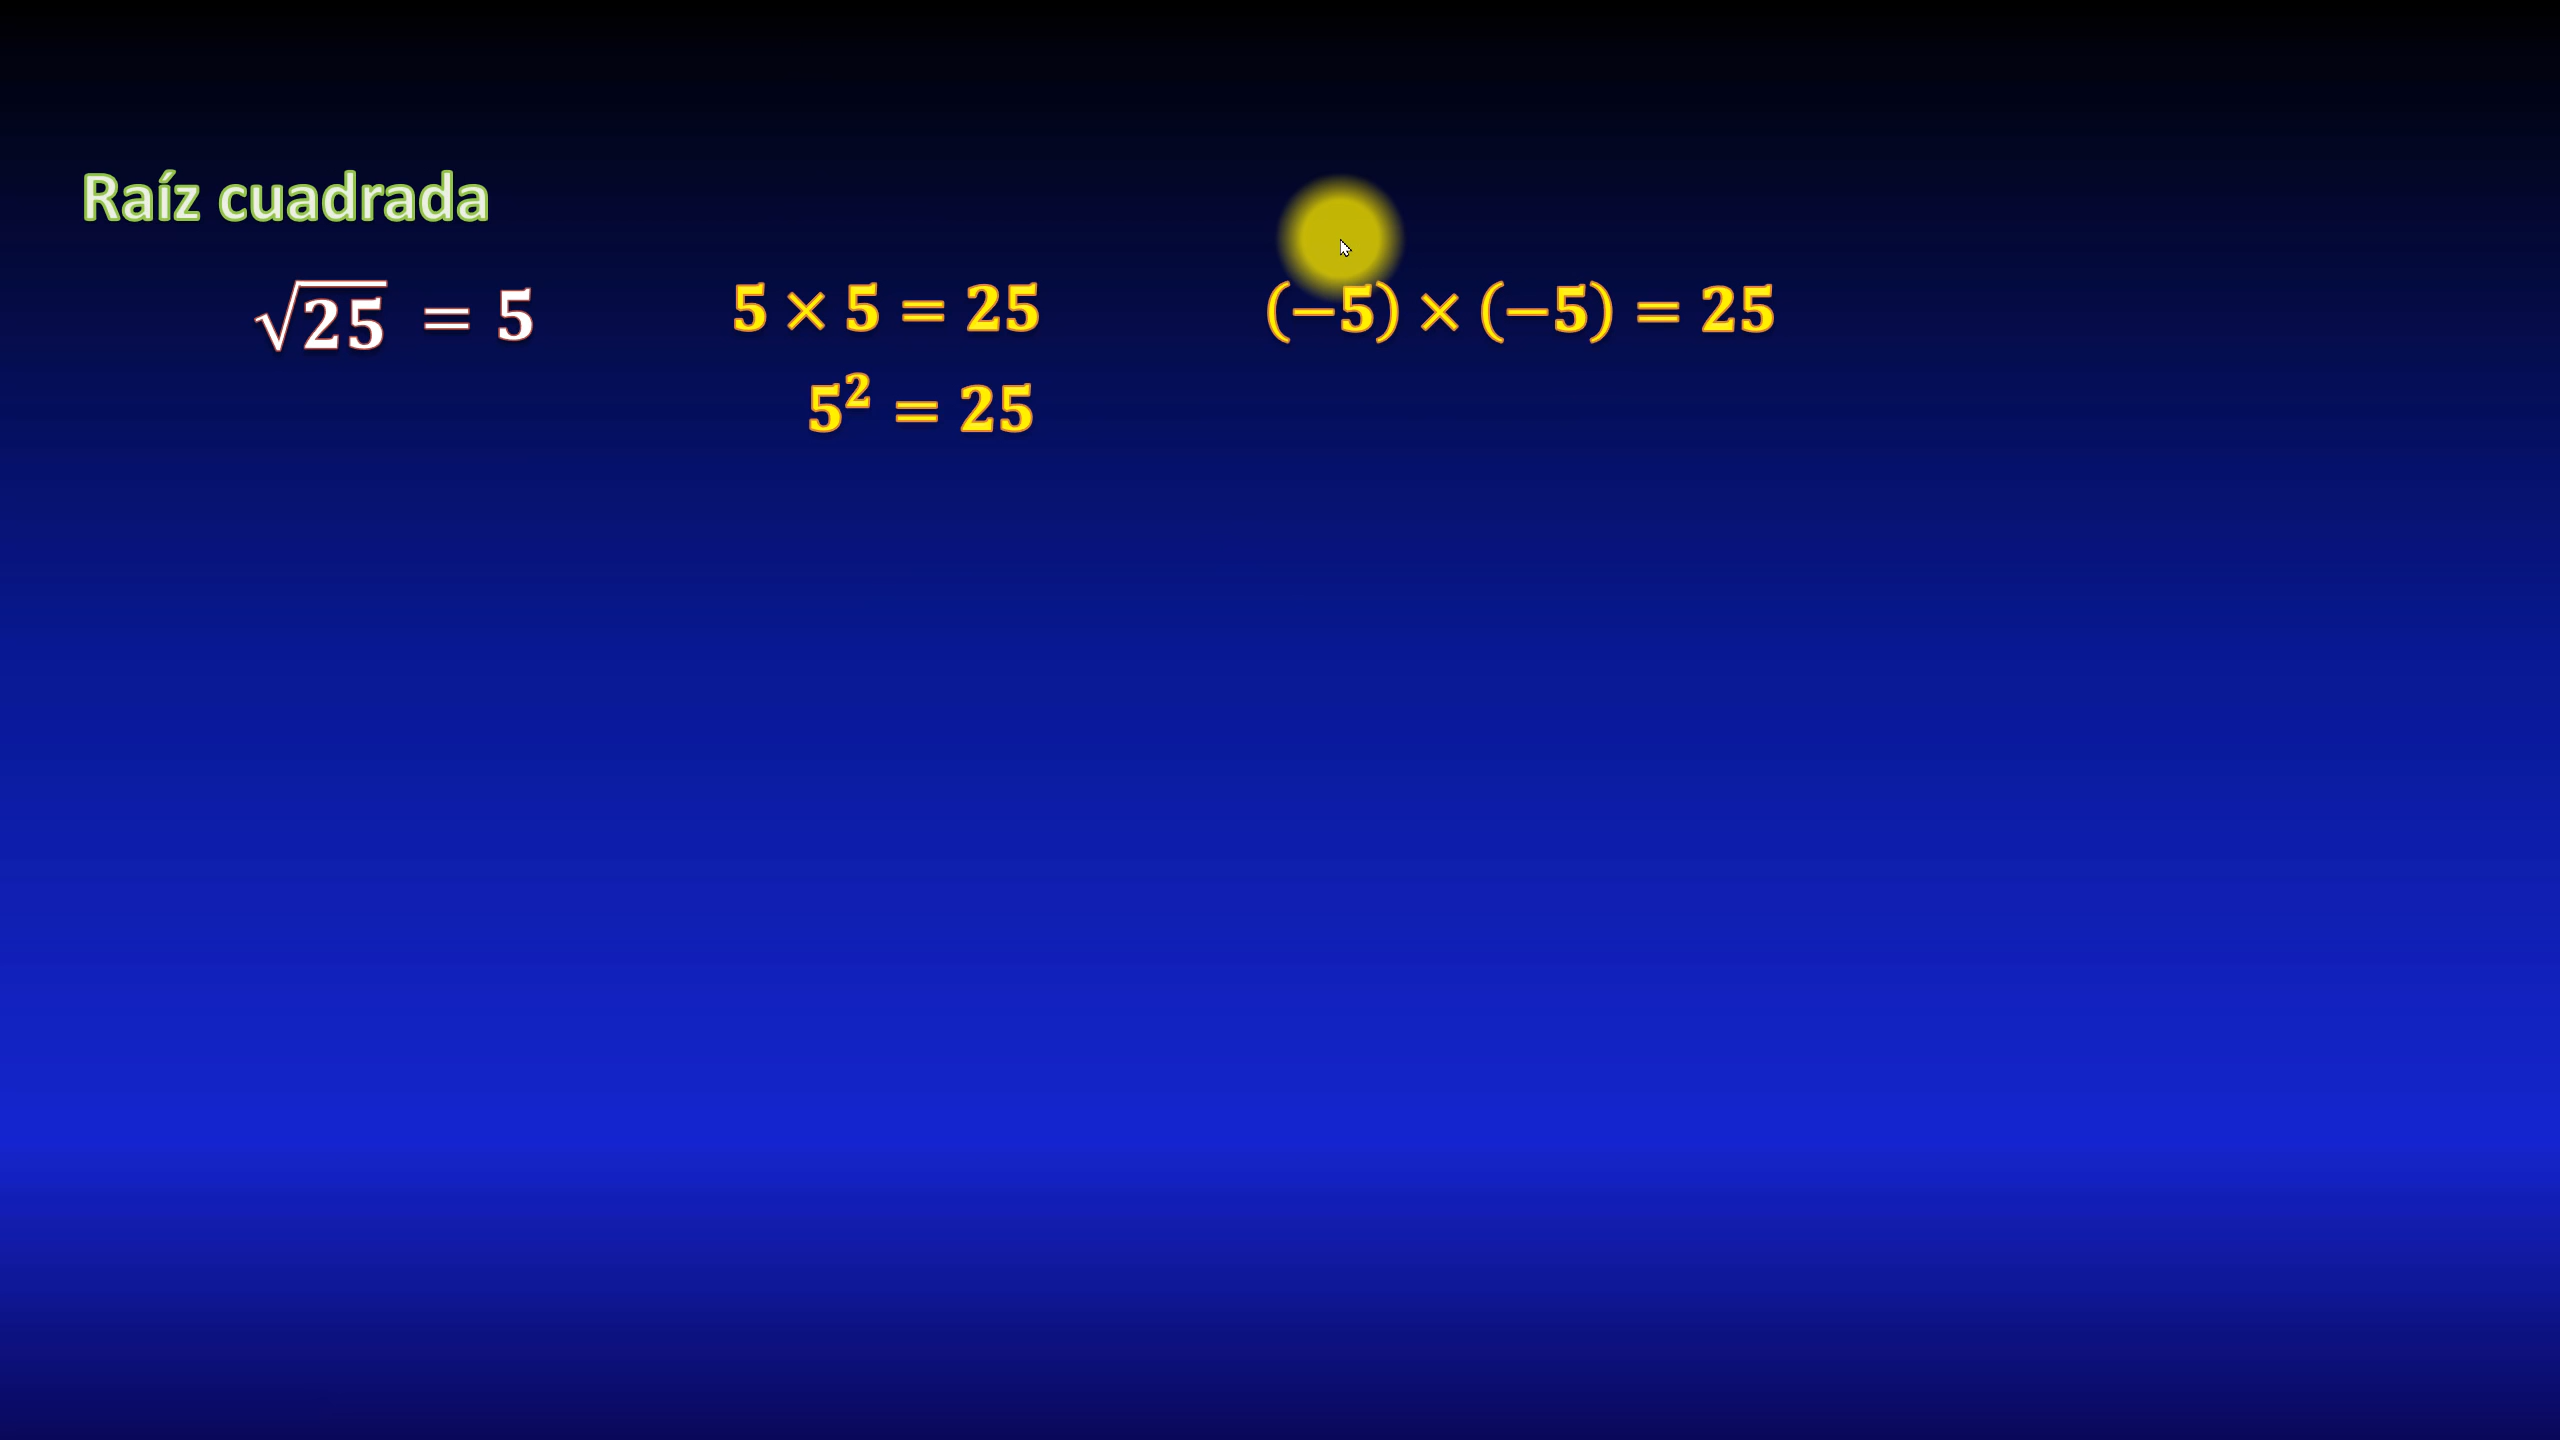 Raíz cuadrada
√25 = 5
5 × 5 = 25
(−5) × (−5) = 25
5² = 25